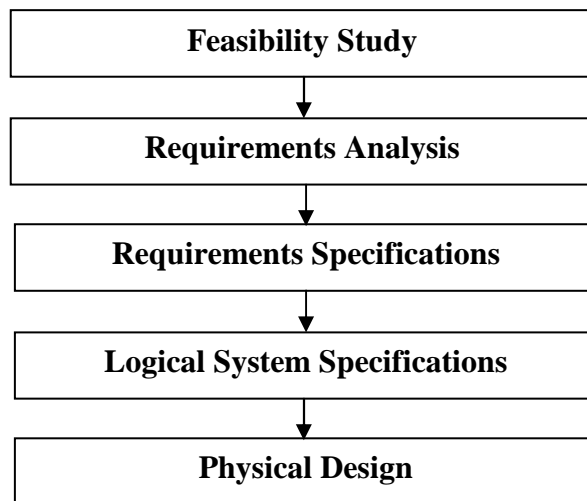 Feasibility Study
Requirements Analysis
Requirements Specifications
Logical System Specifications
Physical Design